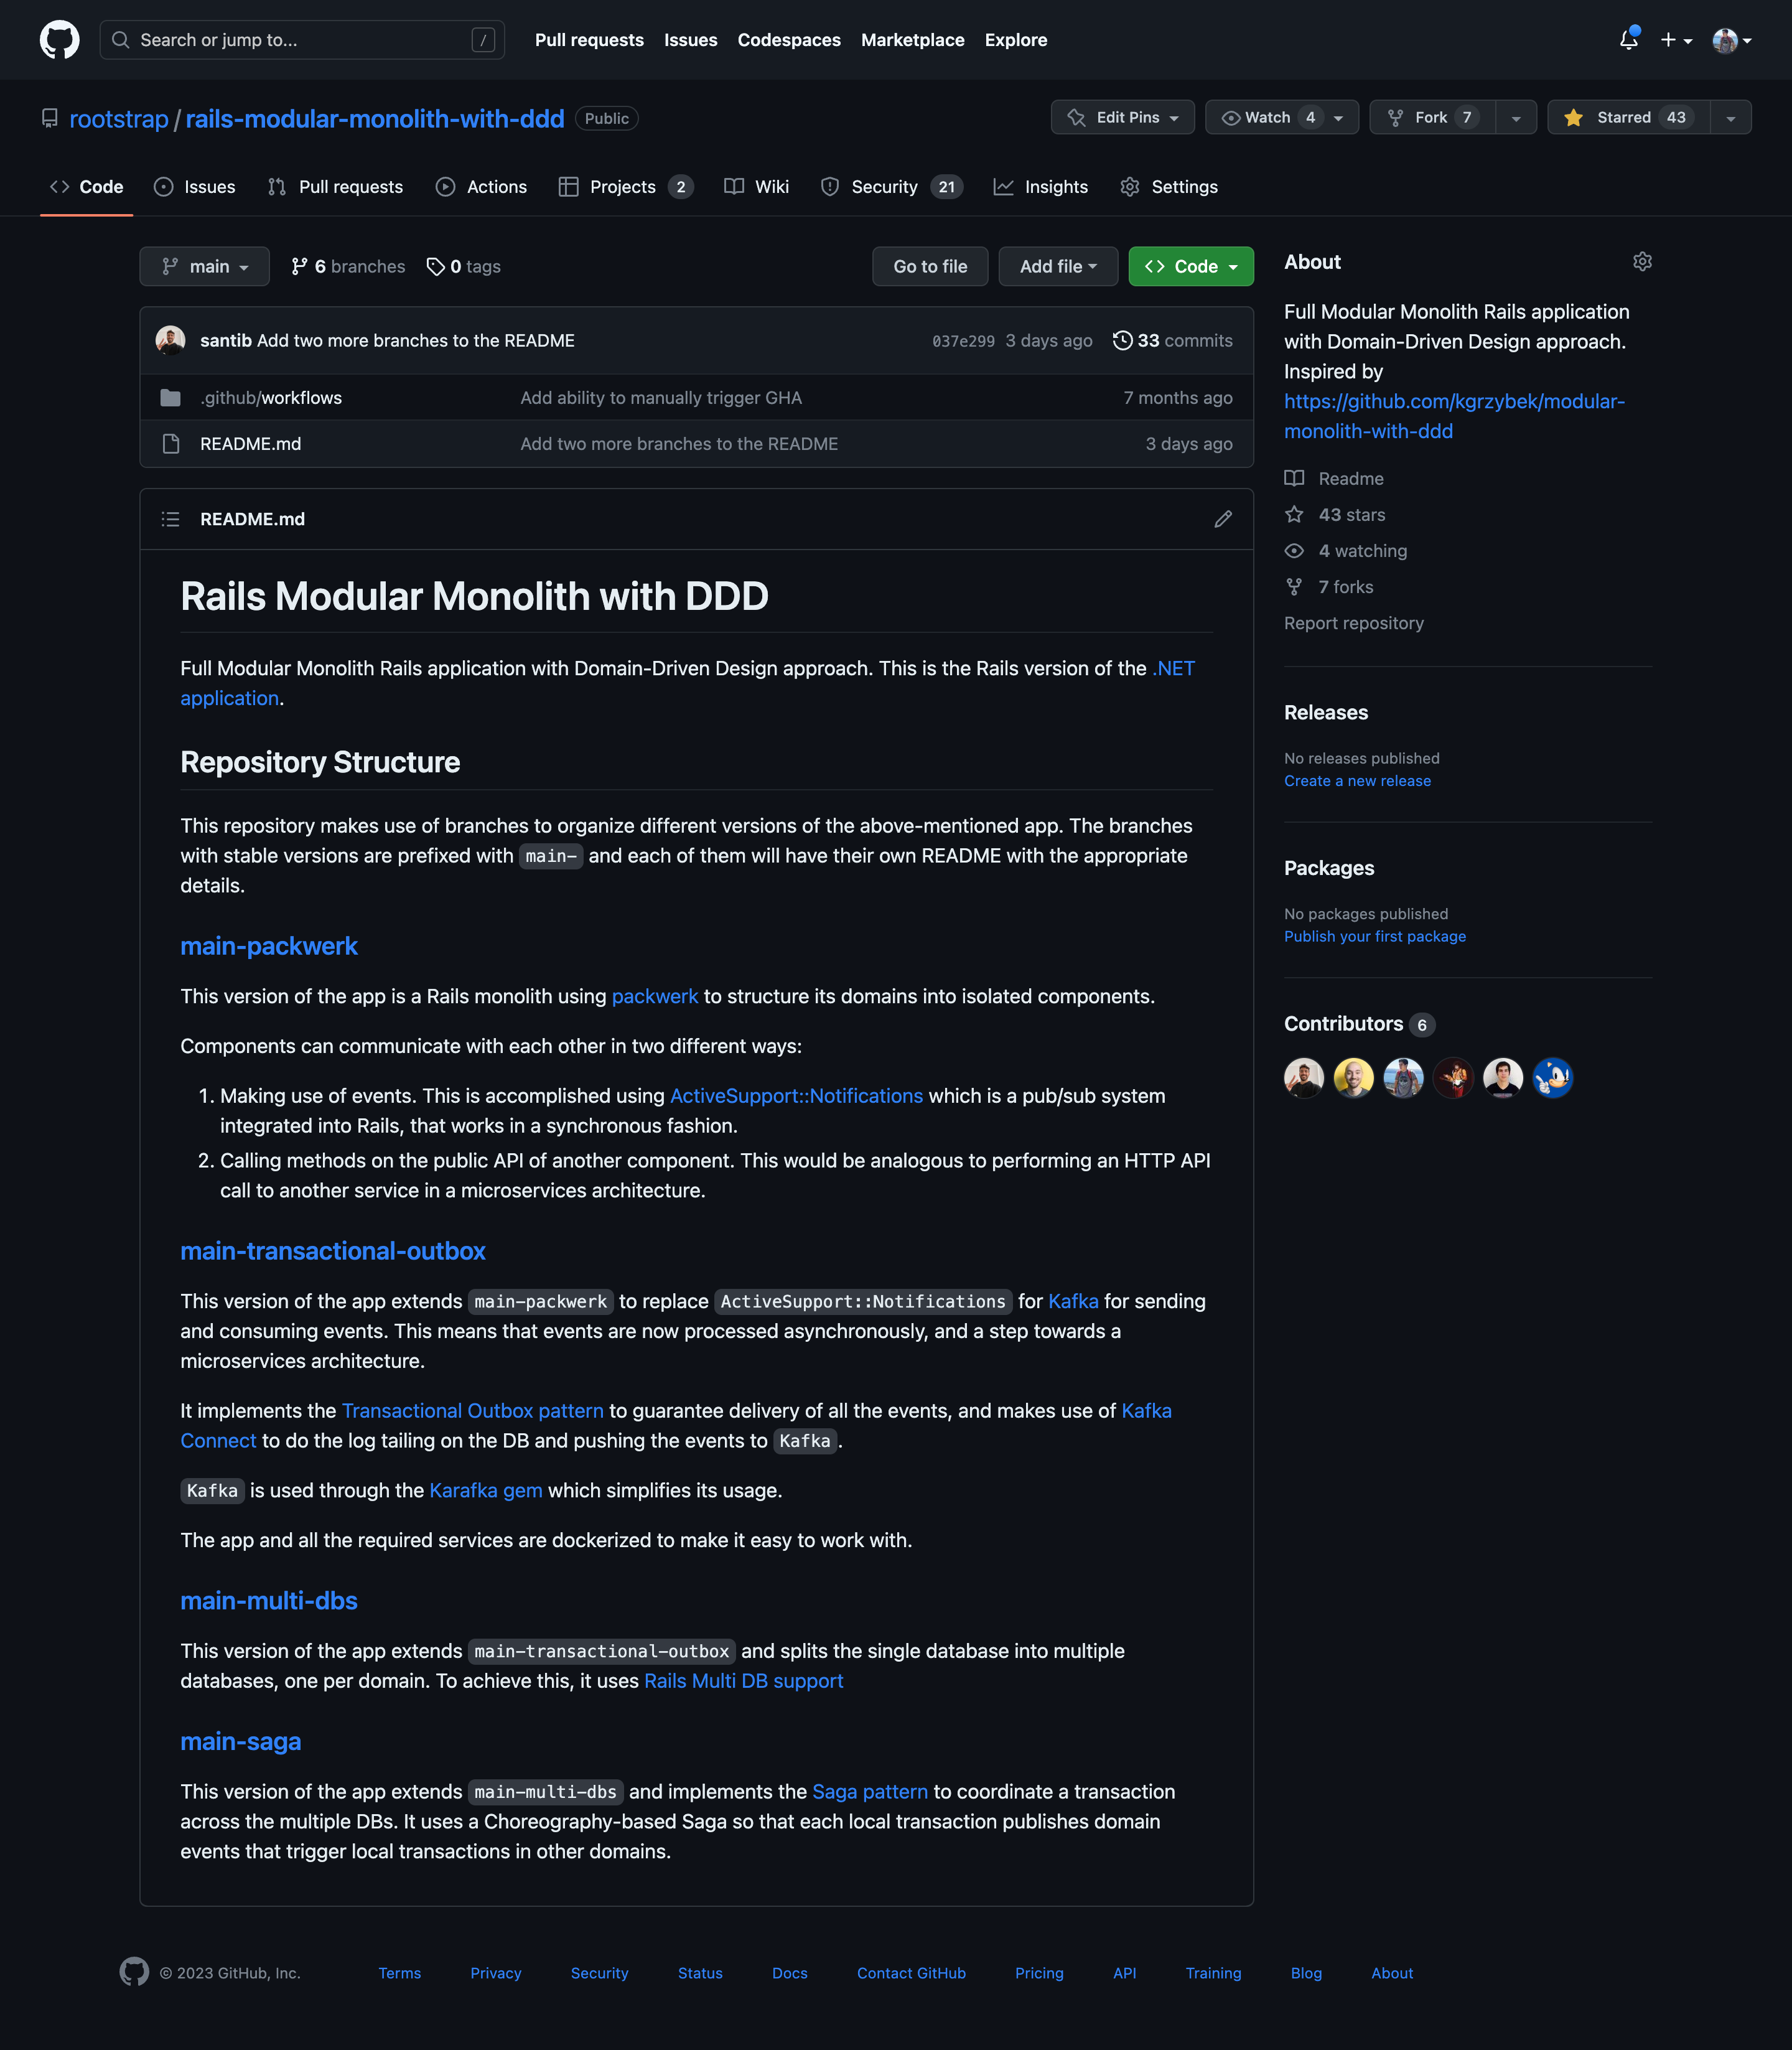 Search or jump to... /
Pull requests Issues Codespaces Marketplace Explore
rootstrap / rails-modular-monolith-with-ddd Public
Edit Pins Watch 4 Fork 7 Starred 43
Code Issues Pull requests Actions Projects 2 Wiki Security 21 Insights Settings
main 6 branches 0 tags Go to file Add file Code
santib Add two more branches to the README 037e299 3 days ago 33 commits
.github/workflows Add ability to manually trigger GHA 7 months ago
README.md Add two more branches to the README 3 days ago
README.md
Rails Modular Monolith with DDD
Full Modular Monolith Rails application with Domain-Driven Design approach. This is the Rails version of the .NET
application.
Repository Structure
This repository makes use of branches to organize different versions of the above-mentioned app. The branches
with stable versions are prefixed with main- and each of them will have their own README with the appropriate
details.
main-packwerk
This version of the app is a Rails monolith using packwerk to structure its domains into isolated components.
Components can communicate with each other in two different ways:
1. Making use of events. This is accomplished using ActiveSupport::Notifications which is a pub/sub system
integrated into Rails, that works in a synchronous fashion.
2. Calling methods on the public API of another component. This would be analogous to performing an HTTP API
call to another service in a microservices architecture.
main-transactional-outbox
This version of the app extends main-packwerk to replace ActiveSupport::Notifications for Kafka for sending
and consuming events. This means that events are now processed asynchronously, and a step towards a
microservices architecture.
It implements the Transactional Outbox pattern to guarantee delivery of all the events, and makes use of Kafka
Connect to do the log tailing on the DB and pushing the events to Kafka.
Kafka is used through the Karafka gem which simplifies its usage.
The app and all the required services are dockerized to make it easy to work with.
main-multi-dbs
This version of the app extends main-transactional-outbox and splits the single database into multiple
databases, one per domain. To achieve this, it uses Rails Multi DB support
main-saga
This version of the app extends main-multi-dbs and implements the Saga pattern to coordinate a transaction
across the multiple DBs. It uses a Choreography-based Saga so that each local transaction publishes domain
events that trigger local transactions in other domains.
About
Full Modular Monolith Rails application
with Domain-Driven Design approach.
Inspired by
https://github.com/kgrzybek/modular-
monolith-with-ddd
Readme
43 stars
4 watching
7 forks
Report repository
Releases
No releases published
Create a new release
Packages
No packages published
Publish your first package
Contributors 6
© 2023 GitHub, Inc. Terms Privacy Security Status Docs Contact GitHub Pricing API Training Blog About